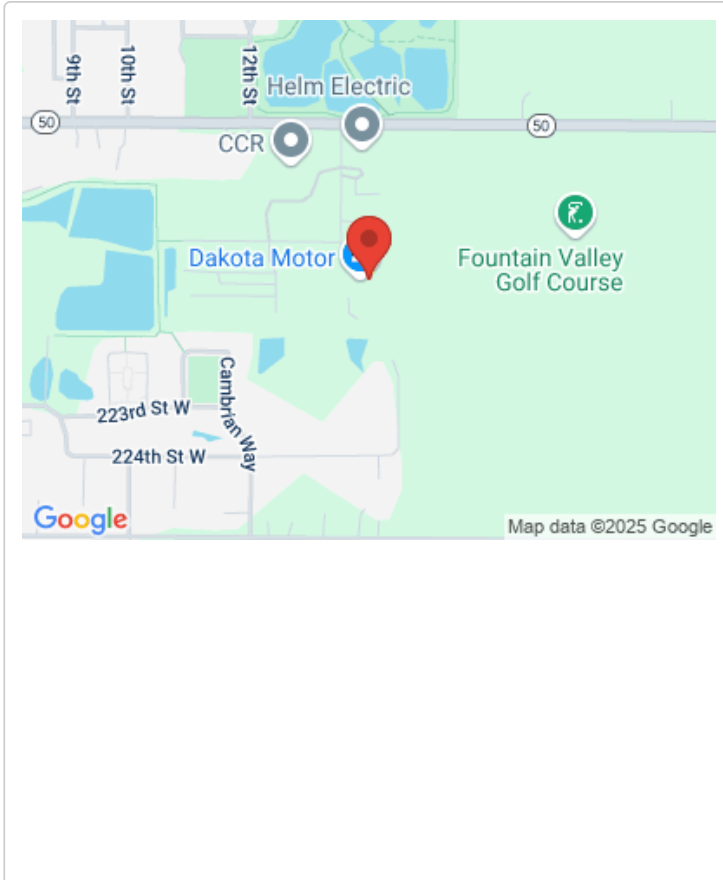 9th St
10th St
12th St
Helm Electric
50
50
CCR
Dakota Motor
Fountain Valley
Golf Course
Cambrian Way
223rd St W
224th St W
Google
Map data ©2025 Google